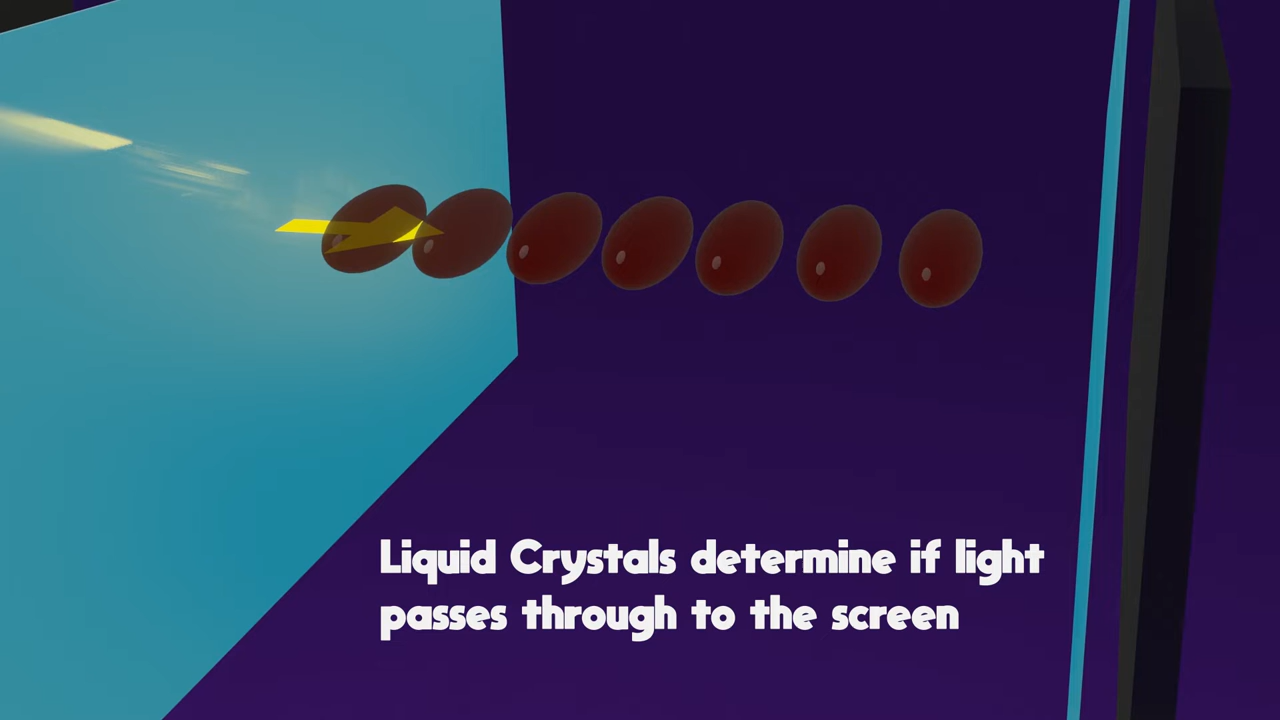 Liquid Crystals determine if light
passes through to the screen